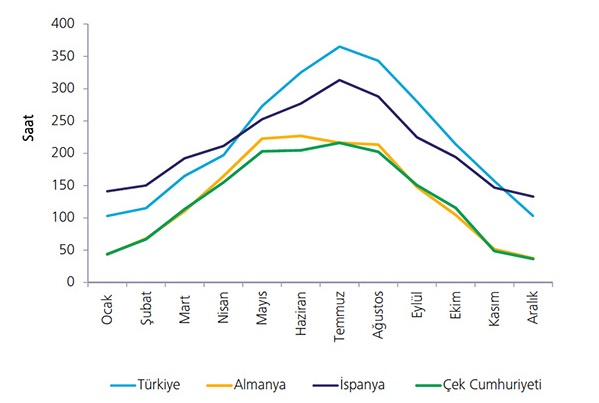 400
350
300
250
200
150
100
50
0
Saat
Ocak
Şubat
Mart
Nisan
Mayıs
Haziran
Temmuz
Ağustos
Eylül
Ekim
Kasım
Aralık
Türkiye Almanya İspanya Çek Cumhuriyeti